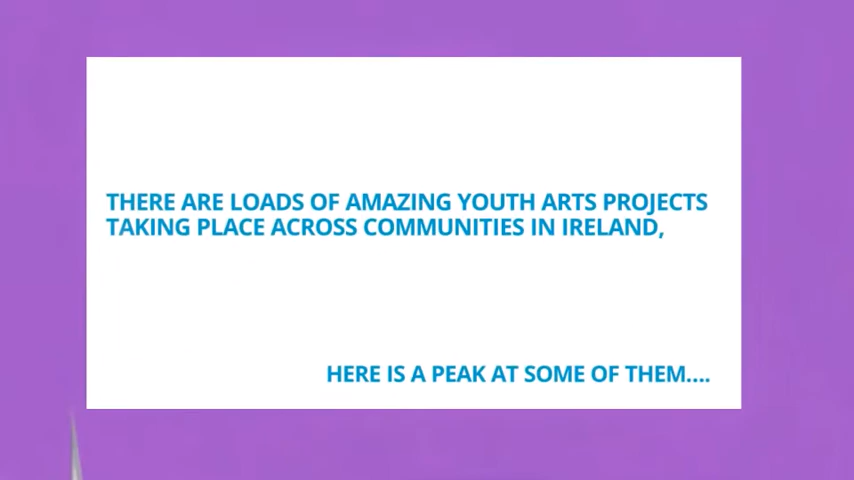 THERE ARE LOADS OF AMAZING YOUTH ARTS PROJECTS
TAKING PLACE ACROSS COMMUNITIES IN IRELAND,
HERE IS A PEAK AT SOME OF THEM....